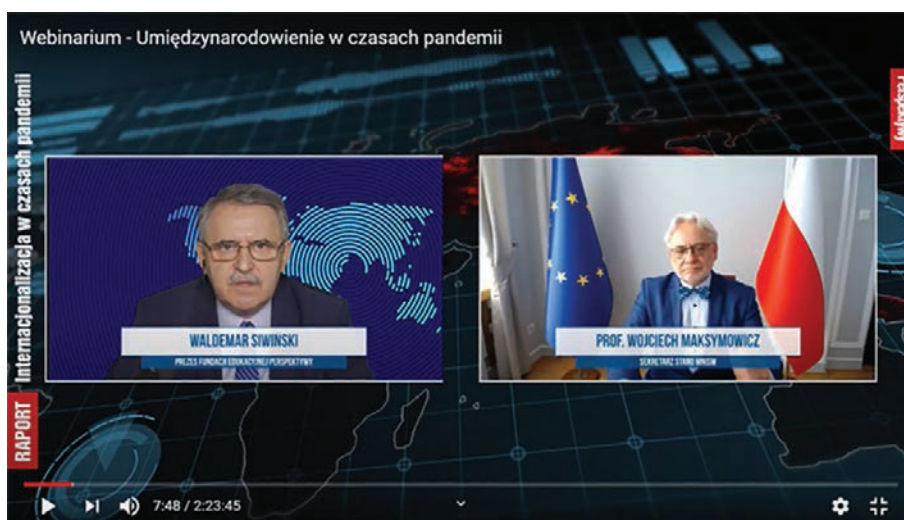 Webinarium - Umiędzynarodowienie w czasach pandemii
Internacjonalizacja w czasach pandemii
RAPORT
WALDEMAR SIWINSKI
PREZES FUNDACJI EDUKACYJNEJ PERSPEKTYWY
PROF. WOJCIECH MAKSYMOWICZ
SEKRETARZ STANU MNISW
7:48 / 2:23:45